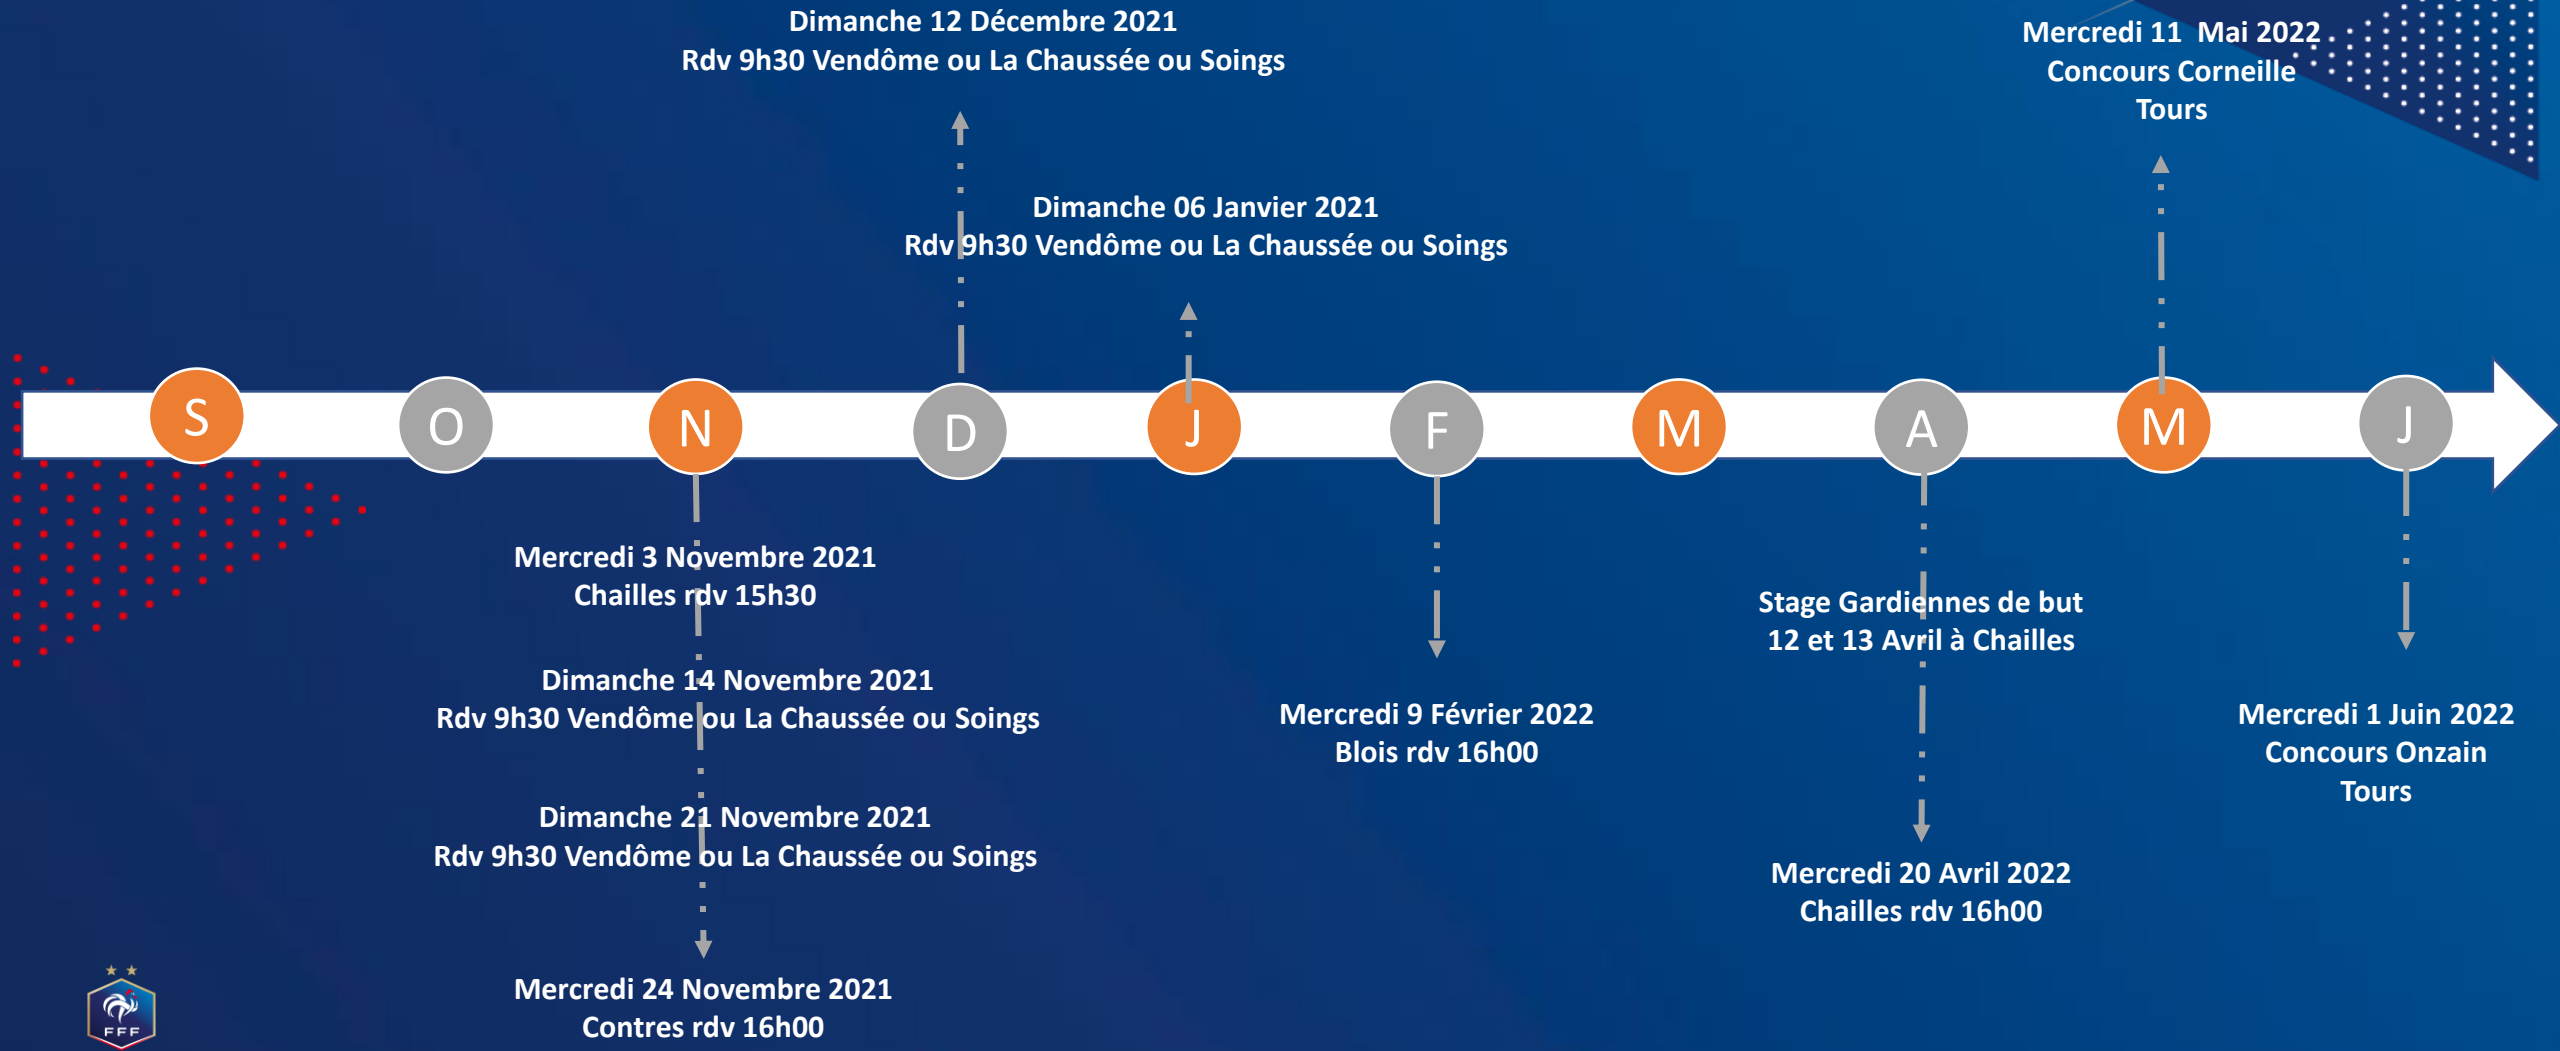 Dimanche 12 Décembre 2021
Rdv 9h30 Vendôme ou La Chaussée ou Soings
Mercredi 11 Mai 2022
Concours Corneille
Tours
Dimanche 06 Janvier 2021
Rdv 9h30 Vendôme ou La Chaussée ou Soings
S O N D J F M A M J
Mercredi 3 Novembre 2021
Chailles rdv 15h30
Dimanche 14 Novembre 2021
Rdv 9h30 Vendôme ou La Chaussée ou Soings
Dimanche 21 Novembre 2021
Rdv 9h30 Vendôme ou La Chaussée ou Soings
Mercredi 24 Novembre 2021
Contres rdv 16h00
Mercredi 9 Février 2022
Blois rdv 16h00
Stage Gardiennes de but
12 et 13 Avril à Chailles
Mercredi 20 Avril 2022
Chailles rdv 16h00
Mercredi 1 Juin 2022
Concours Onzain
Tours
FFF